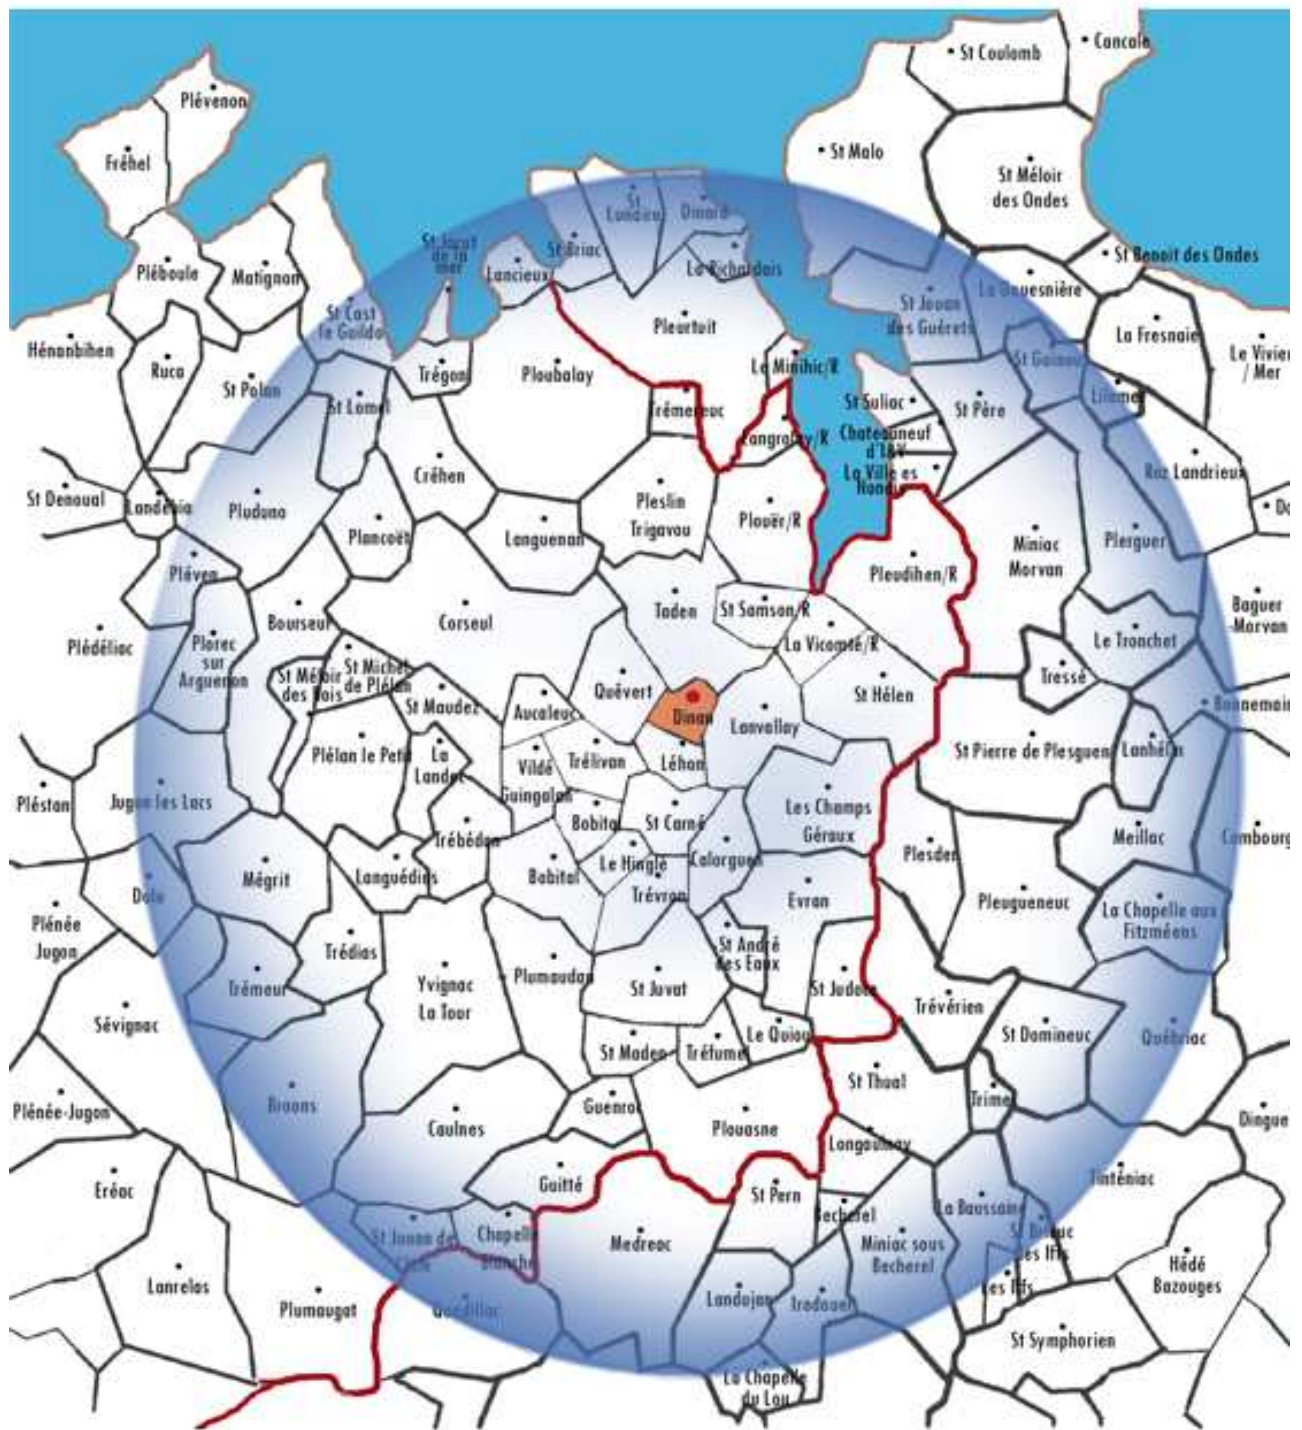 St Coulomb
Cancale
Plévenon
Fréhel
St Malo
St Méloir
des Ondes
St
Lunaire
Dinard
St Briac
St Jacut
de la
mer
Lancieux
La Richardais
St Benoit des Ondes
Pléboule
Matignon
St Cast
le Guildo
Pleurtuit
St Jouan
des Guérets
La Gouesnière
La Fresnaie
Hénanbihen
Ruca
St Polan
Trégon
Ploubalay
Le Minihic/R
Le Vivier
/ Mer
St Lomel
Trémereuc
St Suliac
St Père
Langrolay/R
Chateauneuf
d'I&V
La Ville es
Roz Landrieux
St Denoual
Landébia
Pluduno
Créhen
Pleslin
Trigavou
Plouër/R
Plancoët
Languenan
Miniac
Morvan
Plerguer
Pléven
Pleudihen/R
Plédéliac
Bourseul
Corseul
Taden
St Samson/R
La Vicomté/R
Baguer
Morvan
Le Tronchet
Plorec
sur
Arguenon
St Méloir
des Bois
St Michel
de Plélan
St Maudez
Aucaleuc
Quévert
Dinan
Lanvallay
St Hélen
Tressé
Bonnemain
Plélan le Petit
La
Landec
Vildé
Guingalan
Trélivan
Léhon
St Pierre de Plesguen
Lanhélin
Pléstan
Jugon les Lacs
Trébédan
Bobital
St Carné
Les Champs
Géraux
Meillac
Combourg
Dolo
Mégrit
Languédias
Bobital
Le Hinglé
Calorguen
Plesder
Trévron
Evran
Pleugueneuc
La Chapelle aux
Fitzméens
Plénée
Jugon
Trédias
Trémeur
Yvignac
La Tour
Plumaudan
St Juvat
St André
des Eaux
St Judoce
Trévérien
Sévignac
St Maden
Tréfumel
Le Quiou
St Domineuc
Québriac
Plénée-Jugon
Broons
Caulnes
Guenroc
Plouasne
St Thual
Trimer
Dingue
Longaulnay
Eréac
Guitté
St Pern
Becherel
La Baussaine
Tinténiac
St Brieuc
des Iffs
St Jouan de
Chapelle
Blanche
Medreac
Miniac sous
Becherel
Les Iffs
Hédé
Bazouges
Lanrelas
Plumaugat
Quédillac
Landujan
Irodouer
St Symphorien
La Chapelle
du Lou